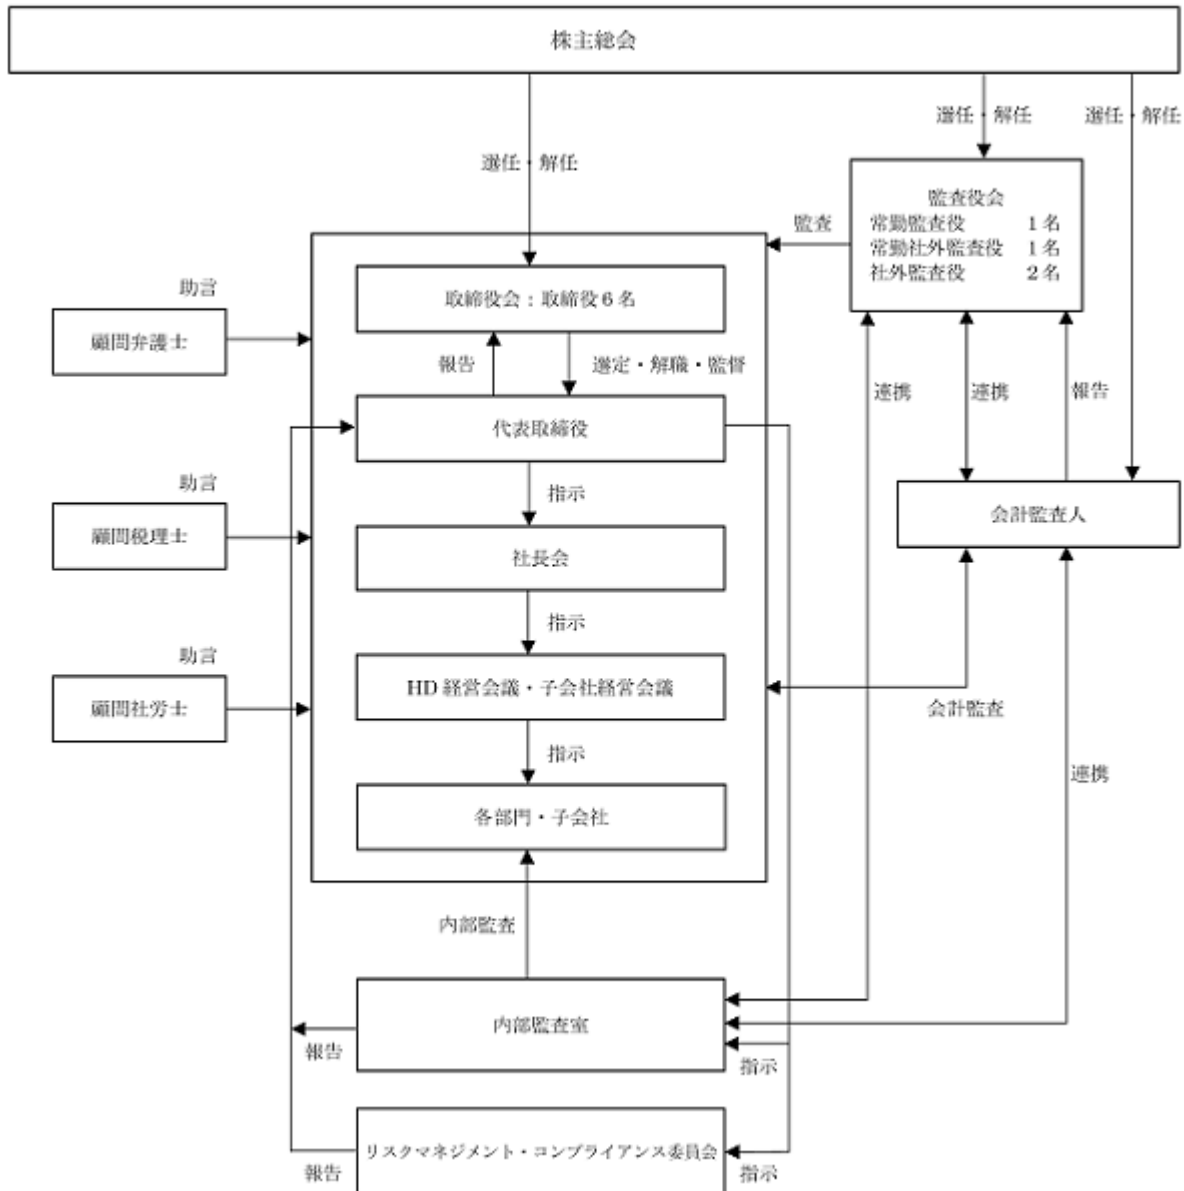 株主総会
選任・解任
選任・解任
選任・解任
監査役会
常勤監査役 1名
常勤社外監査役 1名
社外監査役 2名
監査
取締役会：取締役6名
助言
顧問弁護士
報告
選定・解職・監督
連携
連携
報告
代表取締役
助言
顧問税理士
指示
会計監査人
社長会
指示
助言
顧問社労士
HD 経営会議・子会社経営会議
会計監査
指示
連携
各部門・子会社
内部監査
内部監査室
報告
指示
リスクマネジメント・コンプライアンス委員会
報告
指示